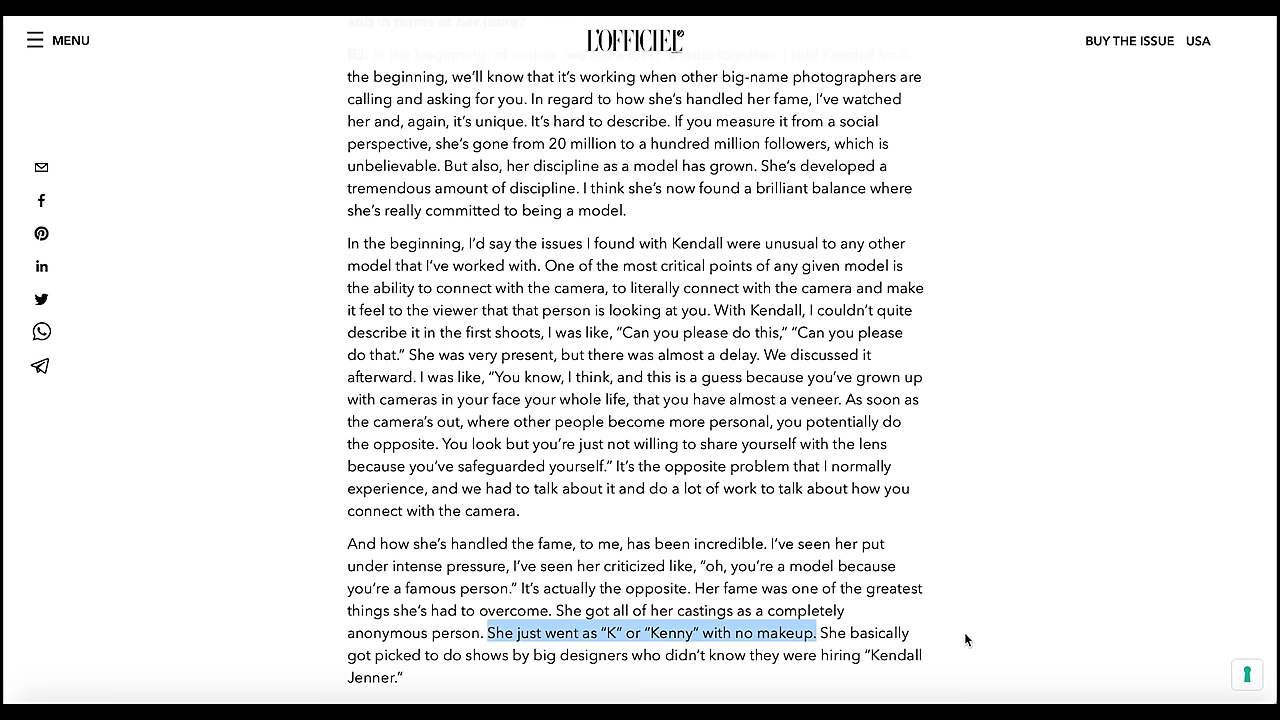 and in terms of her fame?
MENU
L'OFFICIEL
BUY THE ISSUE USA
RJ: In the beginning, of course, we
together. I told Kendall from
the beginning, we’ll know that it’s working when other big-name photographers are
calling and asking for you. In regard to how she’s handled her fame, I’ve watched
her and, again, it’s unique. It’s hard to describe. If you measure it from a social
perspective, she’s gone from 20 million to a hundred million followers, which is
unbelievable. But also, her discipline as a model has grown. She’s developed a
tremendous amount of discipline. I think she’s now found a brilliant balance where
she’s really committed to being a model.
In the beginning, I’d say the issues I found with Kendall were unusual to any other
model that I’ve worked with. One of the most critical points of any given model is
the ability to connect with the camera, to literally connect with the camera and make
it feel to the viewer that that person is looking at you. With Kendall, I couldn’t quite
describe it in the first shoots, I was like, “Can you please do this,” “Can you please
do that.” She was very present, but there was almost a delay. We discussed it
afterward. I was like, “You know, I think, and this is a guess because you’ve grown up
with cameras in your face your whole life, that you have almost a veneer. As soon as
the camera’s out, where other people become more personal, you potentially do
the opposite. You look but you’re just not willing to share yourself with the lens
because you’ve safeguarded yourself.” It’s the opposite problem that I normally
experience, and we had to talk about it and do a lot of work to talk about how you
connect with the camera.
And how she’s handled the fame, to me, has been incredible. I’ve seen her put
under intense pressure, I’ve seen her criticized like, “oh, you’re a model because
you’re a famous person.” It’s actually the opposite. Her fame was one of the greatest
things she’s had to overcome. She got all of her castings as a completely
anonymous person. She just went as “K” or “Kenny” with no makeup. She basically
got picked to do shows by big designers who didn’t know they were hiring “Kendall
Jenner.”